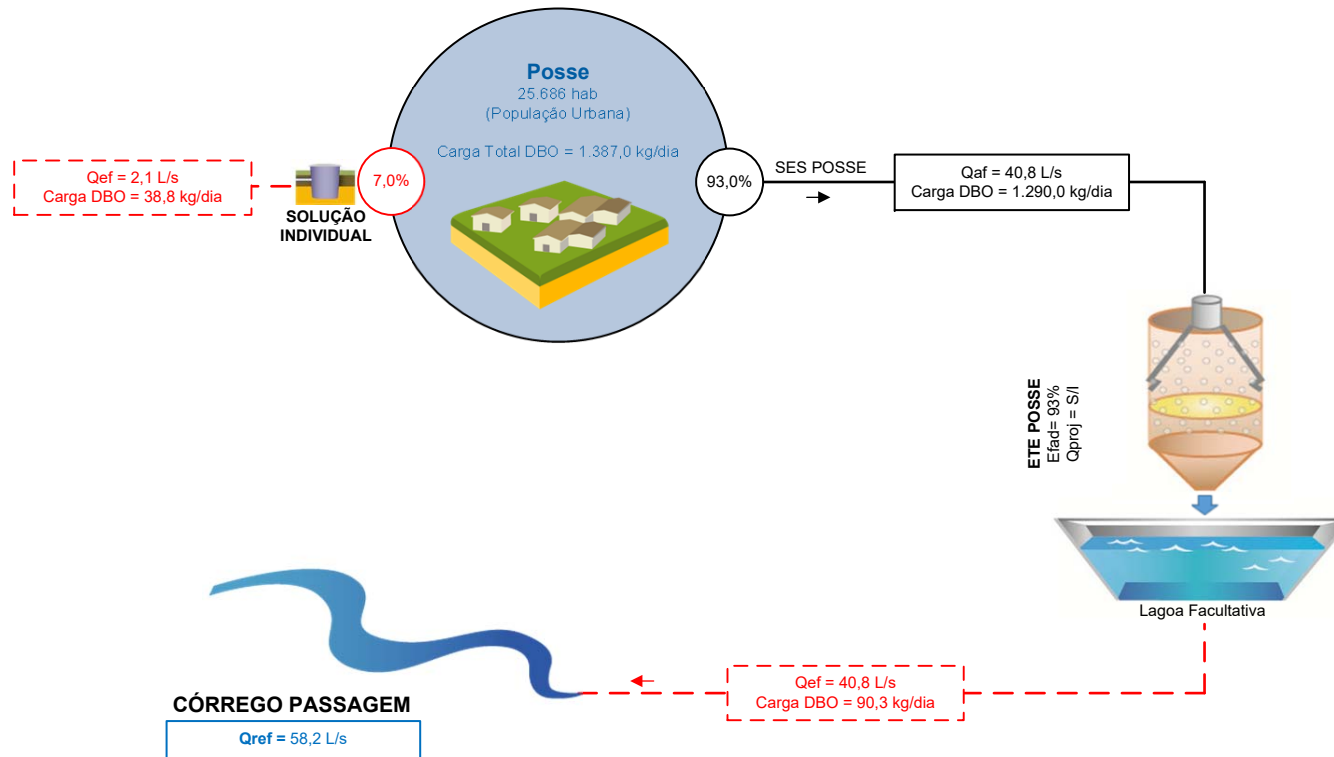 Posse
25.686 hab
(População Urbana)
Carga Total DBO = 1.387,0 kg/dia
Qef = 2,1 L/s
Carga DBO = 38,8 kg/dia
SOLUÇÃO
INDIVIDUAL
7,0%
93,0%
SES POSSE
Qaf = 40,8 L/s
Carga DBO = 1.290,0 kg/dia
ETE POSSE
Efad= 93%
Qproj = S/I
Lagoa Facultativa
Qef = 40,8 L/s
Carga DBO = 90,3 kg/dia
CÓRREGO PASSAGEM
Qref = 58,2 L/s